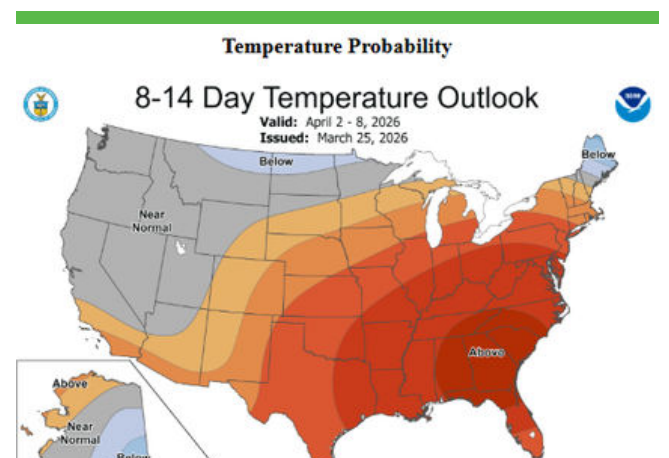 Temperature Probability
8-14 Day Temperature Outlook
Valid: April 2 - 8, 2026
Issued: March 25, 2026
Below
Below
Near
Normal
Above
Above
Near
Normal
Below